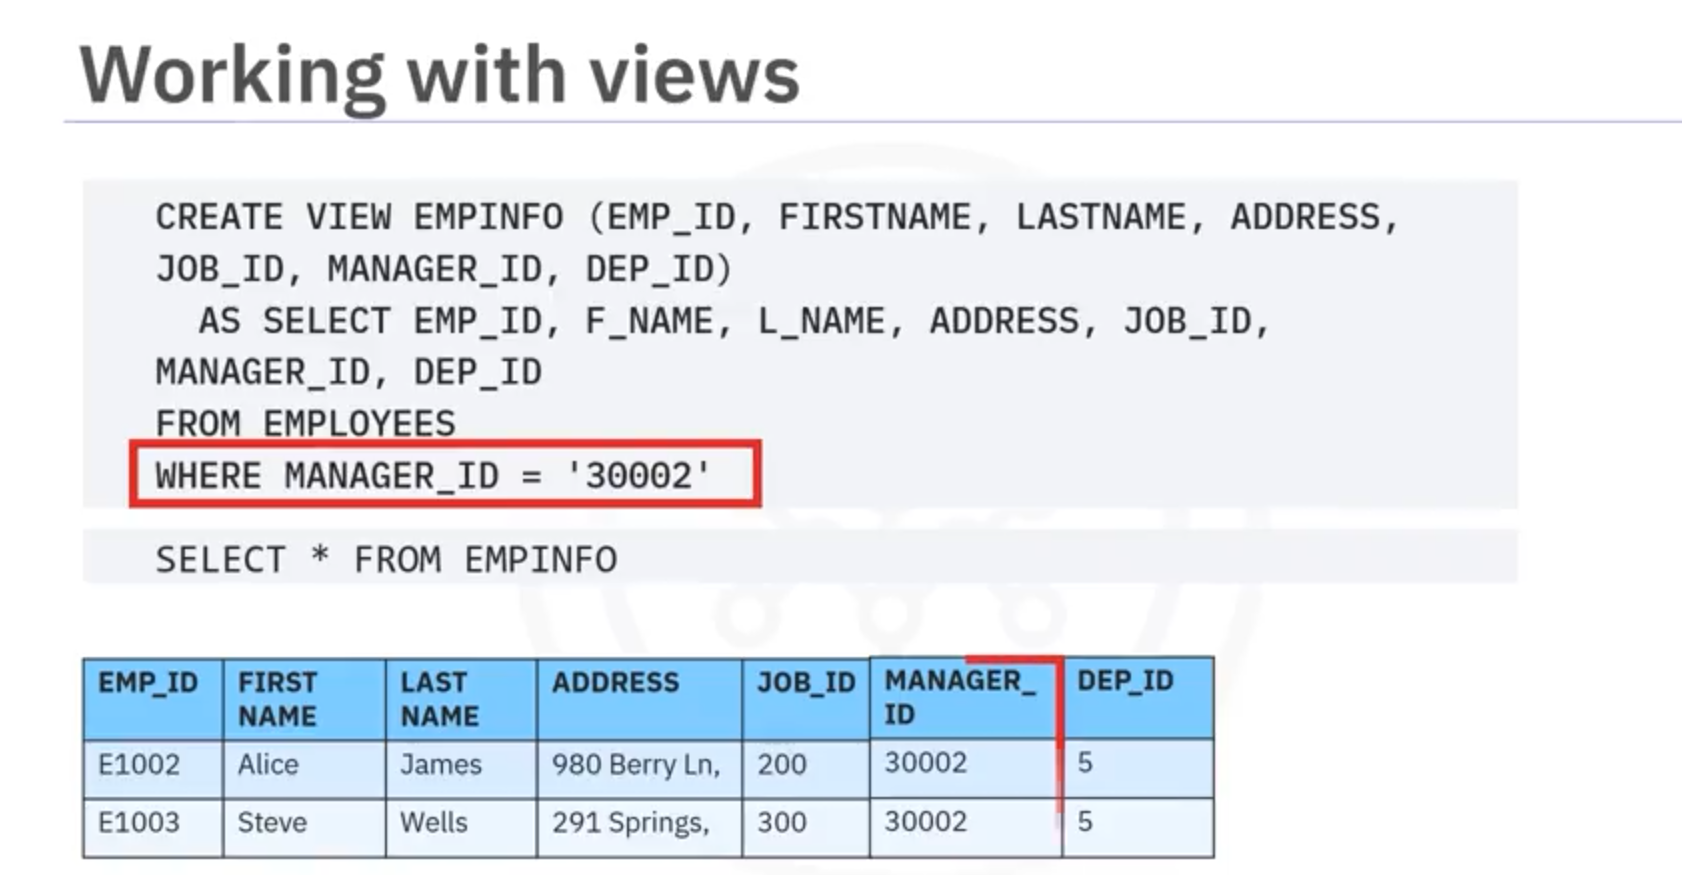 Working with views
CREATE VIEW EMPINFO (EMP_ID, FIRSTNAME, LASTNAME, ADDRESS,
JOB_ID, MANAGER_ID, DEP_ID)
AS SELECT EMP_ID, F_NAME, L_NAME, ADDRESS, JOB_ID,
MANAGER_ID, DEP_ID
FROM EMPLOYEES
WHERE MANAGER_ID = '30002'
SELECT * FROM EMPINFO
EMP_ID FIRST NAME LAST NAME ADDRESS JOB_ID MANAGER_ID DEP_ID
E1002 Alice James 980 Berry Ln, 200 30002 5
E1003 Steve Wells 291 Springs, 300 30002 5